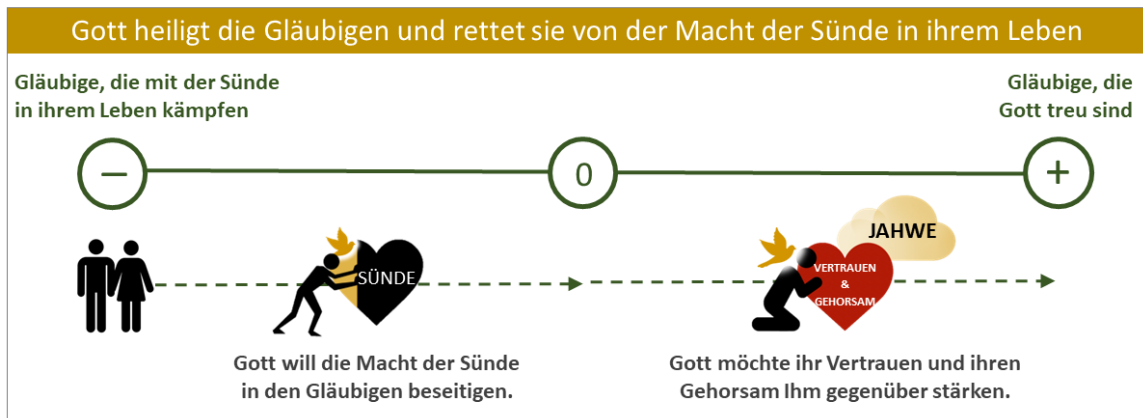 Gott heiligt die Gläubigen und rettet sie von der Macht der Sünde in ihrem Leben
Gläubige, die mit der Sünde
in ihrem Leben kämpfen
Gläubige, die
Gott treu sind
–
0
+
SÜNDE
JAHWE
VERTRAUEN
&
GEHORSAM
Gott will die Macht der Sünde
in den Gläubigen beseitigen.
Gott möchte ihr Vertrauen und ihren
Gehorsam Ihm gegenüber stärken.